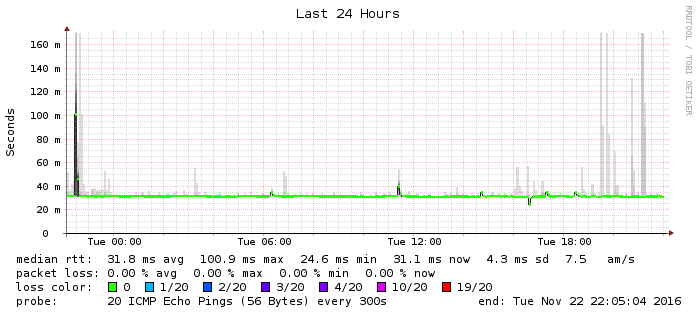 Last 24 Hours
RRDTOOL / TOBI OETIKER
Seconds
160 m
140 m
120 m
100 m
80 m
60 m
40 m
20 m
0
Tue 00:00 Tue 06:00 Tue 12:00 Tue 18:00
median rtt: 31.8 ms avg 100.9 ms max 24.6 ms min 31.1 ms now 4.3 ms sd 7.5 am/s
packet loss: 0.00 % avg 0.00 % max 0.00 % min 0.00 % now
loss color: 0 1/20 2/20 3/20 4/20 10/20 19/20
probe: 20 ICMP Echo Pings (56 Bytes) every 300s end: Tue Nov 22 22:05:04 2016